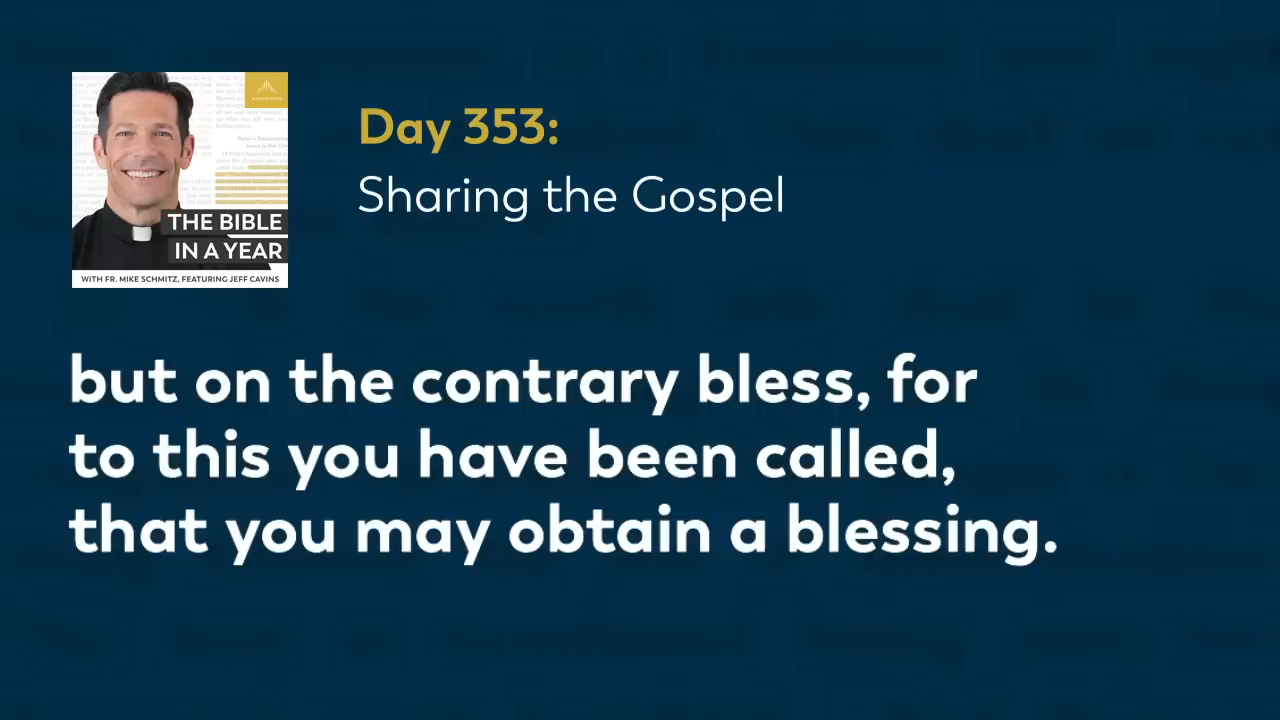 Day 353:
Sharing the Gospel
THE BIBLE
IN A YEAR
WITH FR. MIKE SCHMITZ, FEATURING JEFF CAVINS
but on the contrary bless, for
to this you have been called,
that you may obtain a blessing.